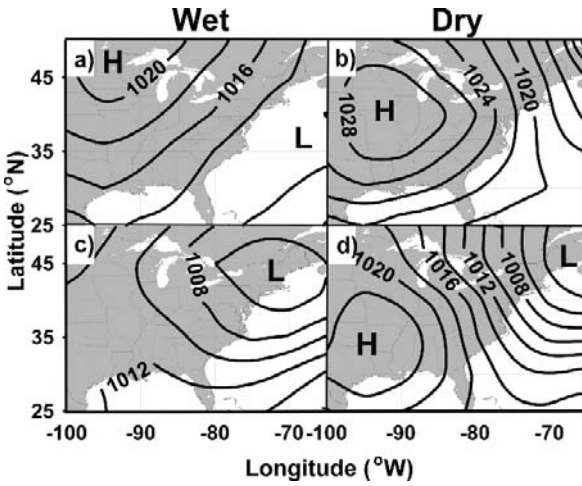 Wet Dry
a) H 1020 1016 L
b) H 1028 1024 1020
45
35
25
c) 1008 L 1012
d) 1020 1016 1012 1008 L H
45
35
25
-100 -90 -80 -70 -100 -90 -80 -70
Latitude (°N)
Longitude (°W)